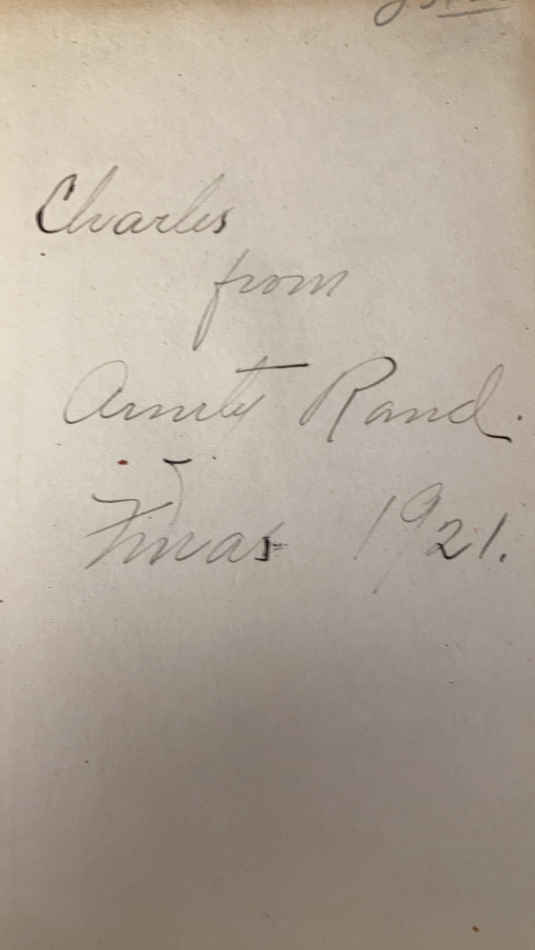 Charles
from
Aunty Rand.
Xmas 1921.